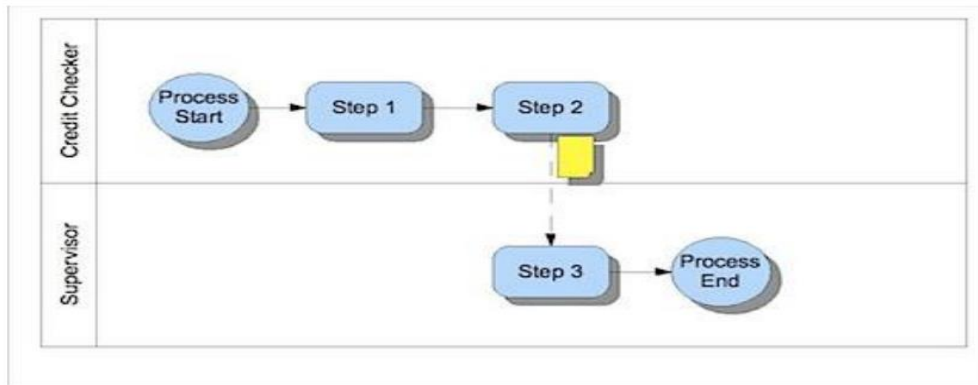 Credit Checker
Process
Start
Step 1
Step 2
Supervisor
Step 3
Process
End